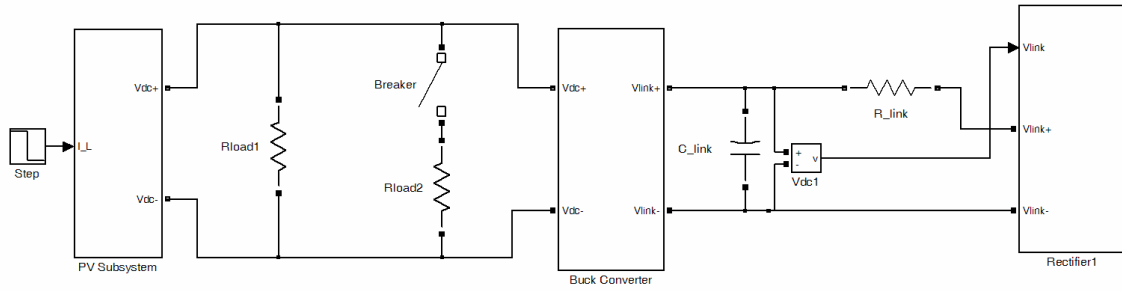 Step
I_L
Vdc+
Vdc-
PV Subsystem
Rload1
Breaker
Rload2
Vdc+
Vdc-
Vlink+
Vlink-
Buck Converter
C_link
+
-
v
Vdc1
R_link
Vlink
Vlink+
Vlink-
Rectifier1